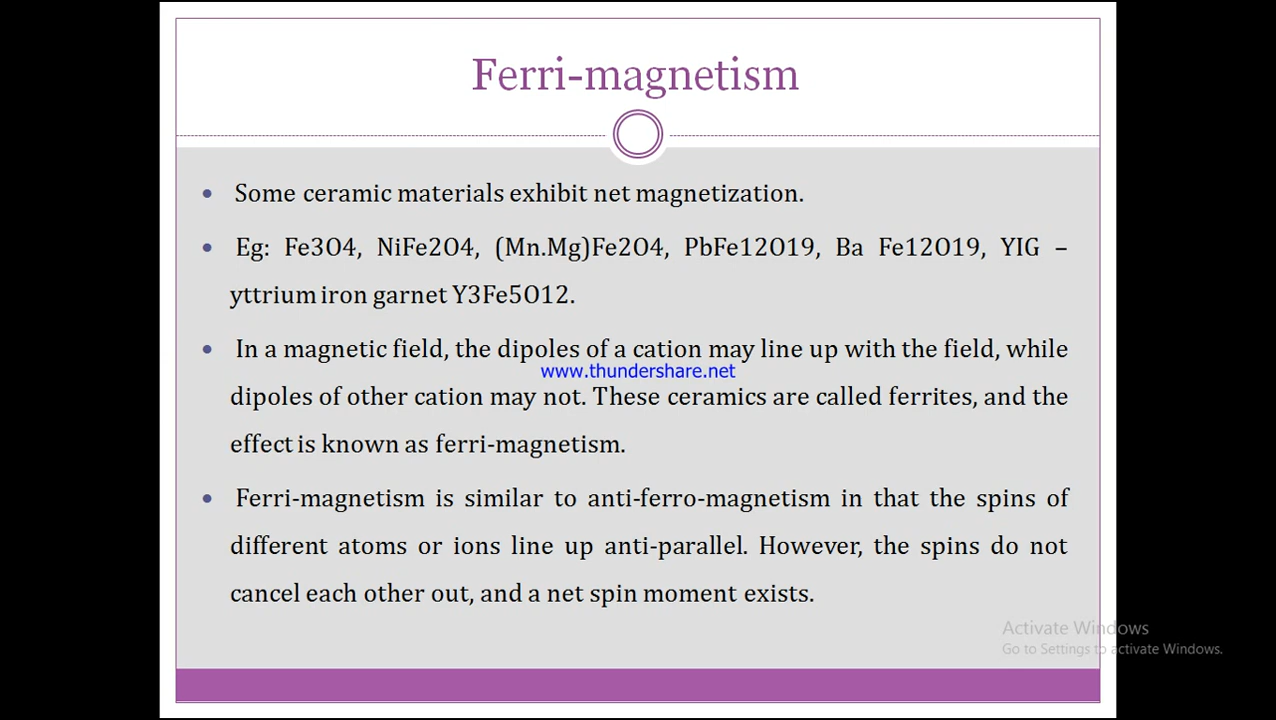 Ferri-magnetism
• Some ceramic materials exhibit net magnetization.
• Eg: Fe3O4, NiFe2O4, (Mn.Mg)Fe2O4, PbFe12O19, Ba Fe12O19, YIG –
yttrium iron garnet Y3Fe5O12.
• In a magnetic field, the dipoles of a cation may line up with the field, while
www.thundershare.net
dipoles of other cation may not. These ceramics are called ferrites, and the
effect is known as ferri-magnetism.
• Ferri-magnetism is similar to anti-ferro-magnetism in that the spins of
different atoms or ions line up anti-parallel. However, the spins do not
cancel each other out, and a net spin moment exists.
Activate Windows
Go to Settings to activate Windows.